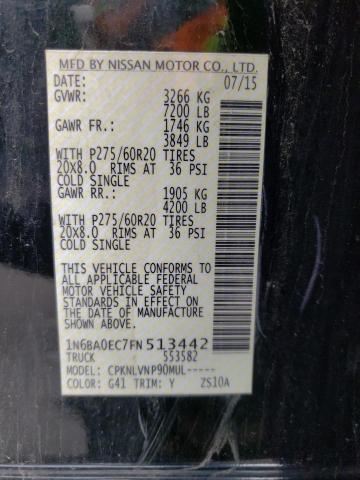 MFD BY NISSAN MOTOR CO., LTD.
DATE: 07/15
GVWR: 3266 KG
7200 LB
GAWR FR.: 1746 KG
3849 LB
WITH P275/60R20 TIRES
20X8.0 RIMS AT 36 PSI
COLD SINGLE
GAWR RR.: 1905 KG
4200 LB
WITH P275/60R20 TIRES
20X8.0 RIMS AT 36 PSI
COLD SINGLE
THIS VEHICLE CONFORMS TO
ALL APPLICABLE FEDERAL
MOTOR VEHICLE SAFETY
STANDARDS IN EFFECT ON
THE DATE OF MANUFACTURE
SHOWN ABOVE.
1N6BA0EC7FN513442
TRUCK 553582
MODEL: CPKNLVNP90MUL-----
COLOR: G41 TRIM: Y ZS10A